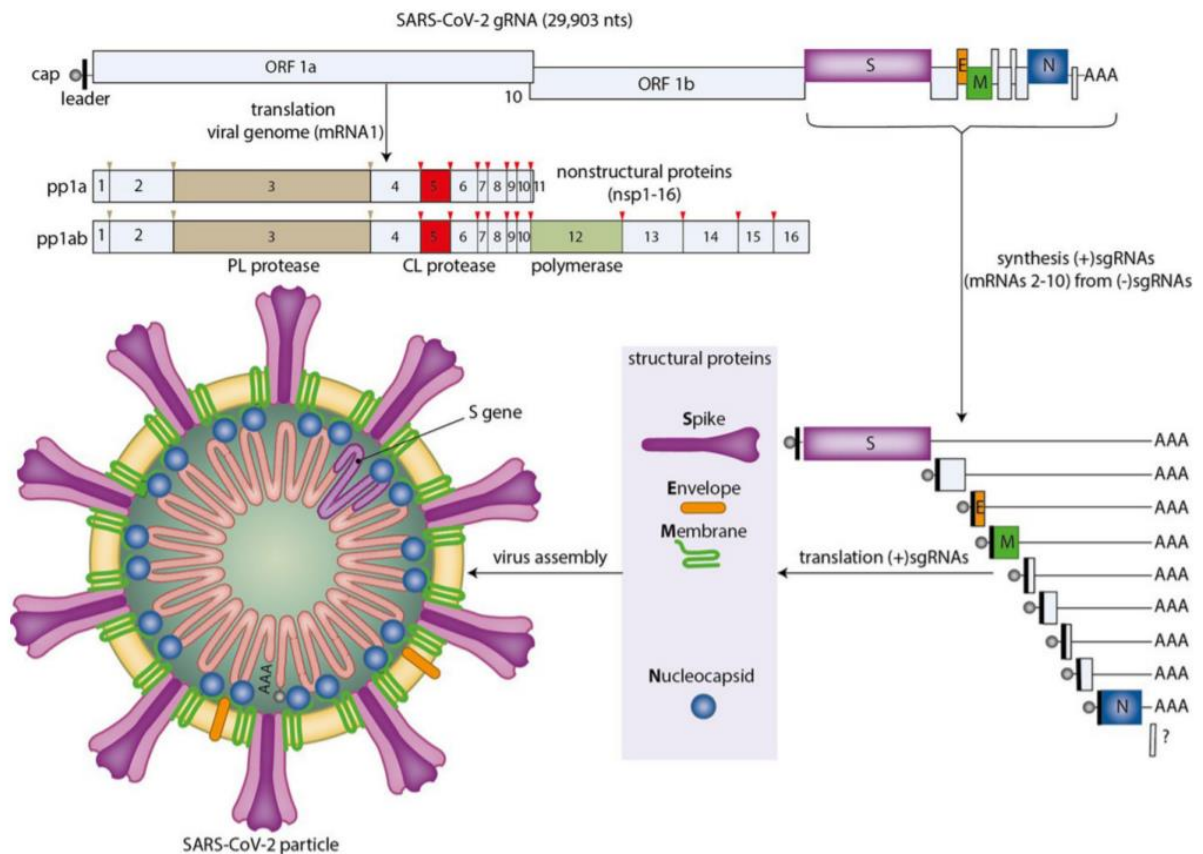 SARS-CoV-2 gRNA (29,903 nts)
cap
leader
ORF 1a
10
ORF 1b
S
E
M
N
AAA
translation
viral genome (mRNA1)
pp1a
1 2 3 4 5 6 7 8 9 10 11
nonstructural proteins
(nsp1-16)
pp1ab
1 2 3 4 5 6 7 8 9 10 12 13 14 15 16
PL protease
CL protease
polymerase
synthesis (+)sgRNAs
(mRNAs 2-10) from (-)sgRNAs
S gene
AAA
SARS-CoV-2 particle
virus assembly
structural proteins
Spike
Envelope
Membrane
Nucleocapsid
translation (+)sgRNAs
S AAA
AAA
E AAA
M AAA
AAA
AAA
AAA
AAA
N AAA
?